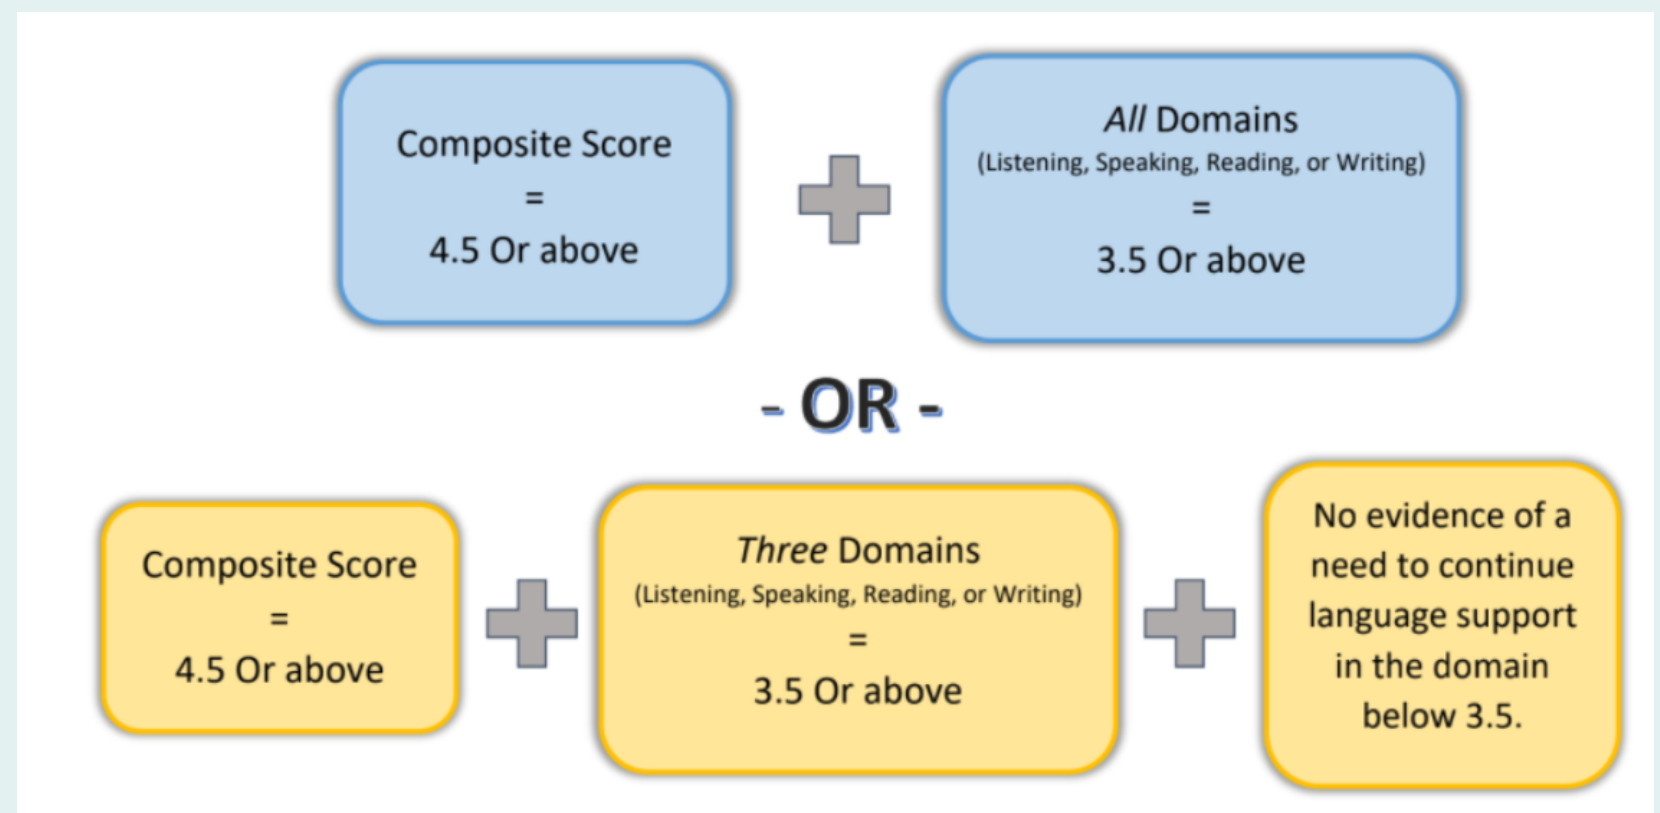 Composite Score
=
4.5 Or above
All Domains
(Listening, Speaking, Reading, or Writing)
=
3.5 Or above
- OR -
Composite Score
=
4.5 Or above
Three Domains
(Listening, Speaking, Reading, or Writing)
=
3.5 Or above
No evidence of a
need to continue
language support
in the domain
below 3.5.